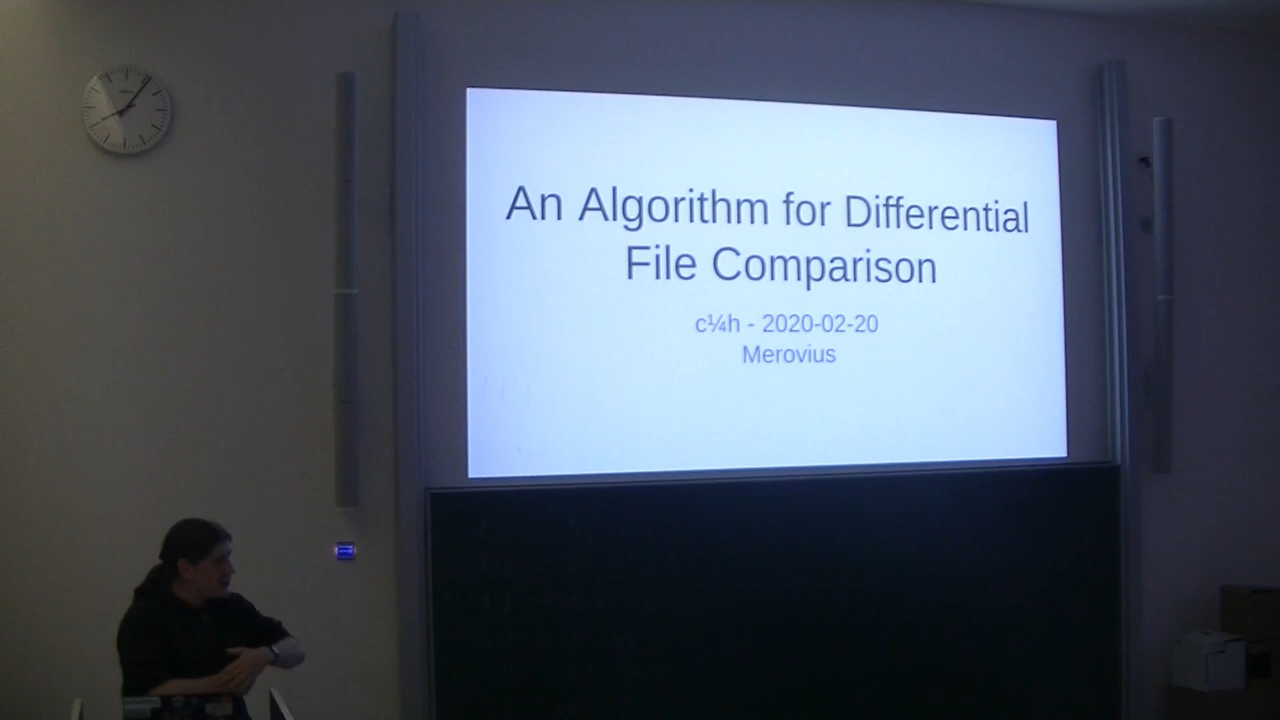 An Algorithm for Differential
File Comparison
c¼h - 2020-02-20
Merovius